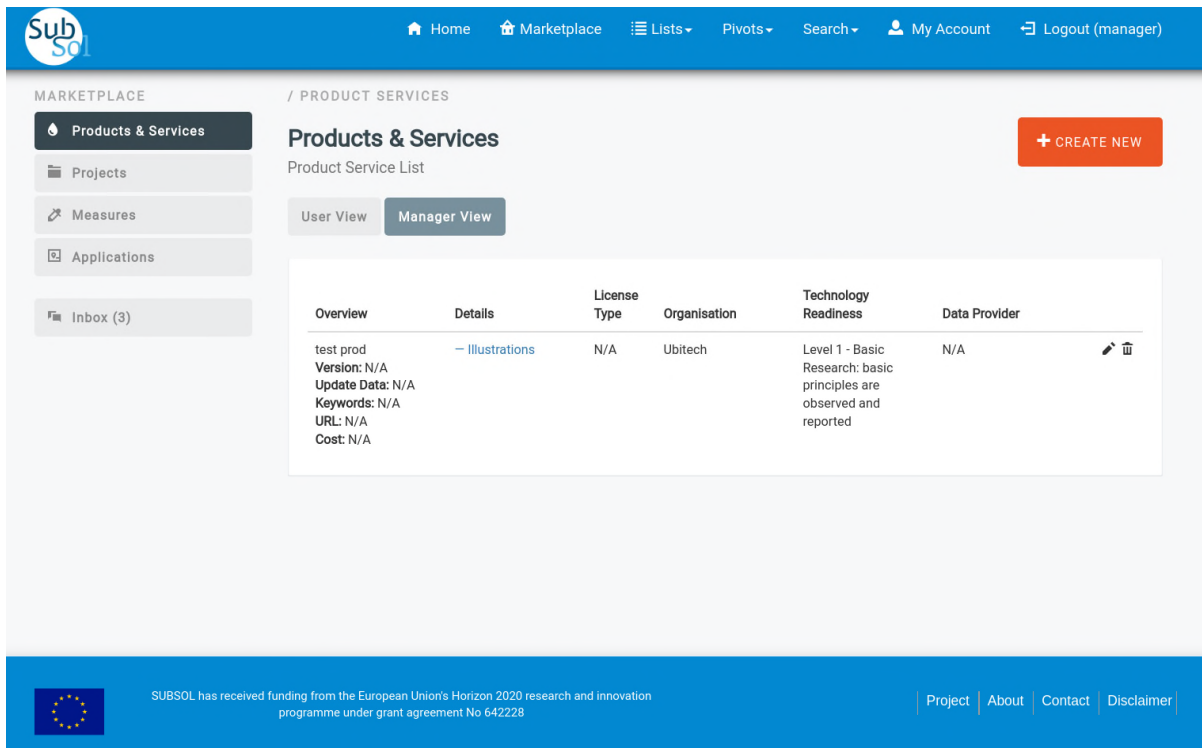 Sub
Sol
Home Marketplace Lists Pivots Search My Account Logout (manager)
MARKETPLACE
Products & Services
Projects
Measures
Applications
Inbox (3)
/ PRODUCT SERVICES
Products & Services
Product Service List
+ CREATE NEW
User View Manager View
Overview Details License Type Organisation Technology Readiness Data Provider
test prod — Illustrations N/A Ubitech Level 1 - Basic N/A
Version: N/A Research: basic
Update Data: N/A principles are
Keywords: N/A observed and
URL: N/A reported
Cost: N/A
SUBSOL has received funding from the European Union's Horizon 2020 research and innovation
programme under grant agreement No 642228
Project About Contact Disclaimer